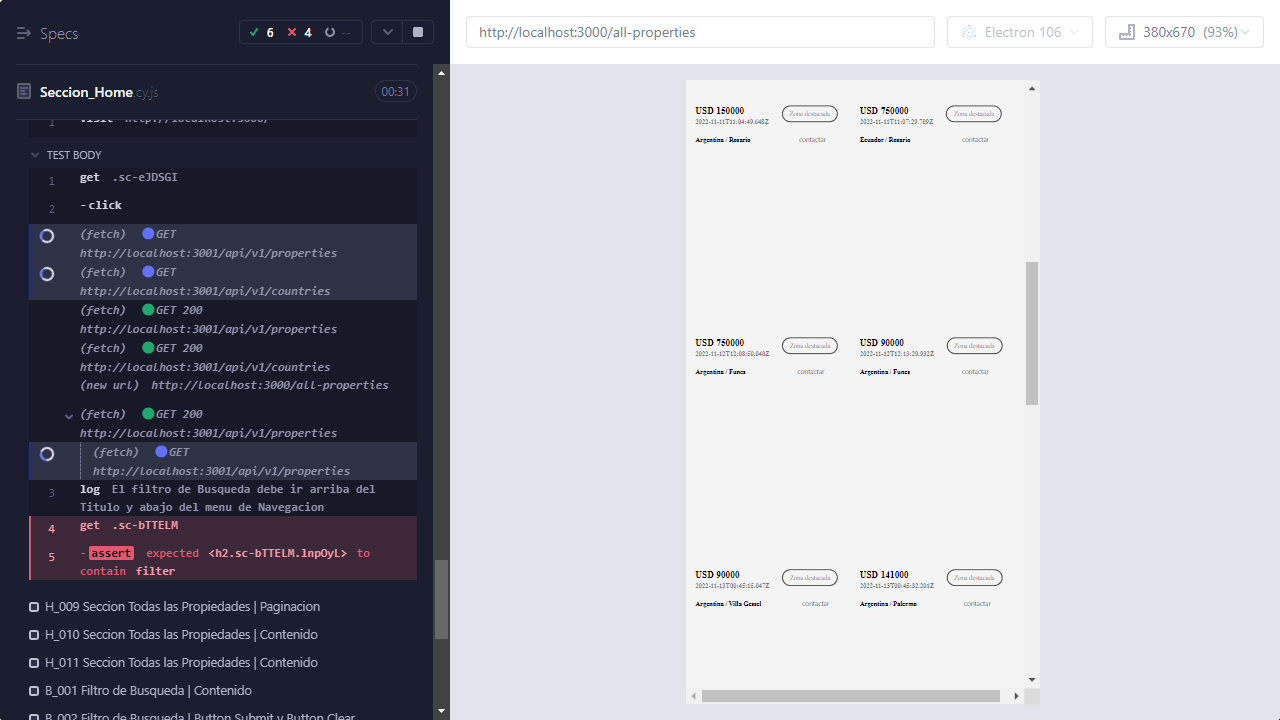 Specs
6
4
--
http://localhost:3000/all-properties
Electron 106
380x670 (93%)
Seccion_Home.cy.js
00:31
1 visit http://localhost:3000/
TEST BODY
1 get .sc-eJDSGI
2 -click
(fetch) GET
http://localhost:3001/api/v1/properties
(fetch) GET
http://localhost:3001/api/v1/countries
(fetch) GET 200
http://localhost:3001/api/v1/properties
(fetch) GET 200
http://localhost:3001/api/v1/countries
(new url) http://localhost:3000/all-properties
(fetch) GET 200
http://localhost:3001/api/v1/properties
(fetch) GET
http://localhost:3001/api/v1/properties
3 log El filtro de Busqueda debe ir arriba del
Titulo y abajo del menu de Navegacion
4 get .sc-bTTELM
5 -assert expected <h2.sc-bTTELM.lnpOyL> to
contain filter
H_009 Seccion Todas las Propiedades | Paginacion
H_010 Seccion Todas las Propiedades | Contenido
H_011 Seccion Todas las Propiedades | Contenido
B_001 Filtro de Busqueda | Contenido
B_002 Filtro de Busqueda | Button Submit y Button Clear
USD 150000
Zona destacada
2022-11-11T11:04:49.648Z
Argentina / Rosario
contactar
USD 750000
Zona destacada
2022-11-11T11:07:29.709Z
Ecuador / Rosario
contactar
USD 750000
Zona destacada
2022-11-12T12:08:50.040Z
Argentina / Funes
contactar
USD 90000
Zona destacada
2022-11-12T12:13:29.932Z
Argentina / Funes
contactar
USD 90000
Zona destacada
2022-11-13T00:45:15.047Z
Argentina / Villa Gessel
contactar
USD 141000
Zona destacada
2022-11-13T00:45:32.201Z
Argentina / Palermo
contactar